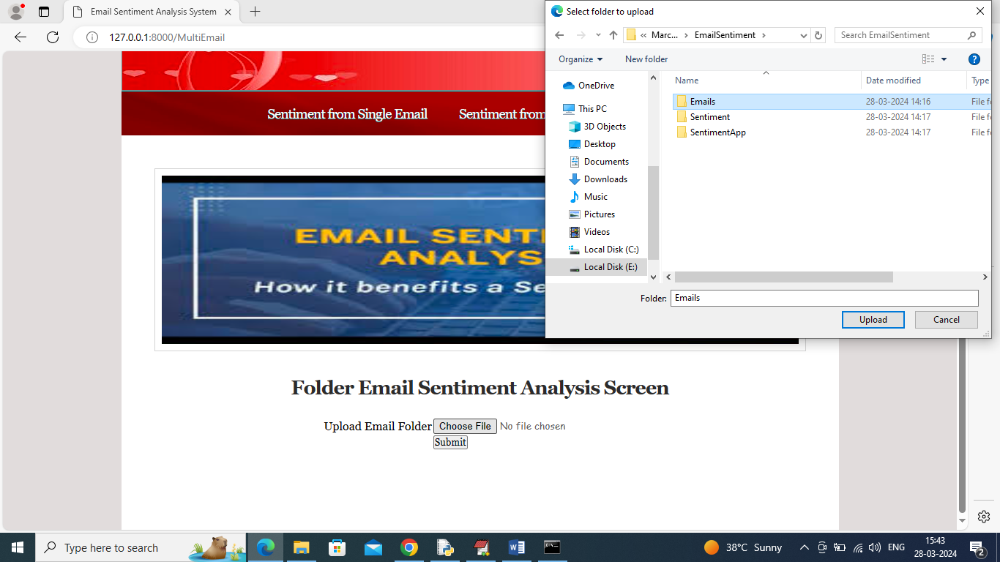 Email Sentiment Analysis System
127.0.0.1:8000/MultiEmail
Sentiment from Single Email
Sentiment from
EMAIL SENTI
ANALYS
How it benefits a Se
Folder Email Sentiment Analysis Screen
Upload Email Folder Choose File No file chosen
Submit
Select folder to upload
« Marc... › EmailSentiment ›
Search EmailSentiment
Organize
New folder
OneDrive
This PC
3D Objects
Desktop
Documents
Downloads
Music
Pictures
Videos
Local Disk (C:)
Local Disk (E:)
Name Date modified Type
Emails 28-03-2024 14:16 File f
Sentiment 28-03-2024 14:17 File f
SentimentApp 28-03-2024 14:17 File f
Folder: Emails
Upload
Cancel
Type here to search
38°C Sunny
ENG
15:43
28-03-2024
2